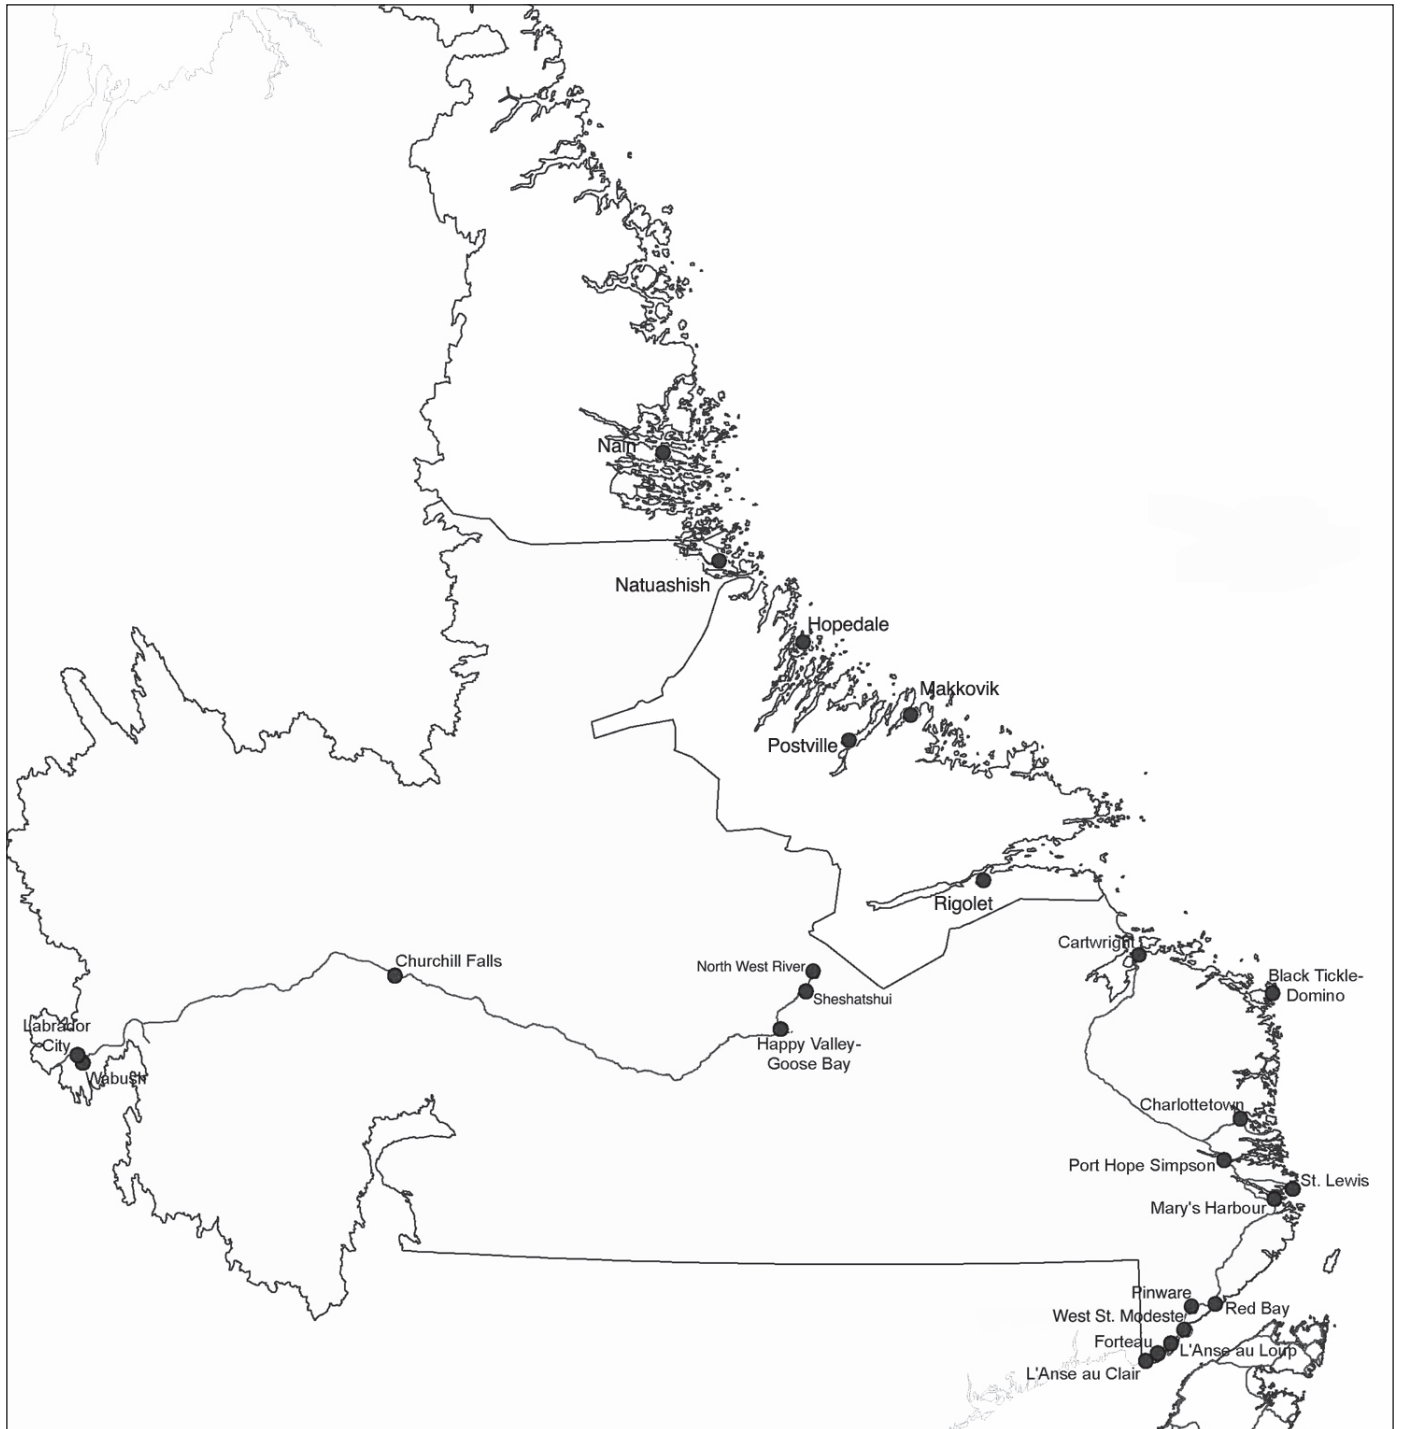 Nain
Natuashish
Hopedale
Makkovik
Postville
Rigolet
Cartwright
Churchill Falls
North West River
Black Tickle-
Domino
Sheshatshui
Labrador
City
Happy Valley-
Goose Bay
Wabush
Charlottetown
Port Hope Simpson
St. Lewis
Mary's Harbour
Pinware
Red Bay
West St. Modeste
Forteau
L'Anse au Loup
L'Anse au Clair